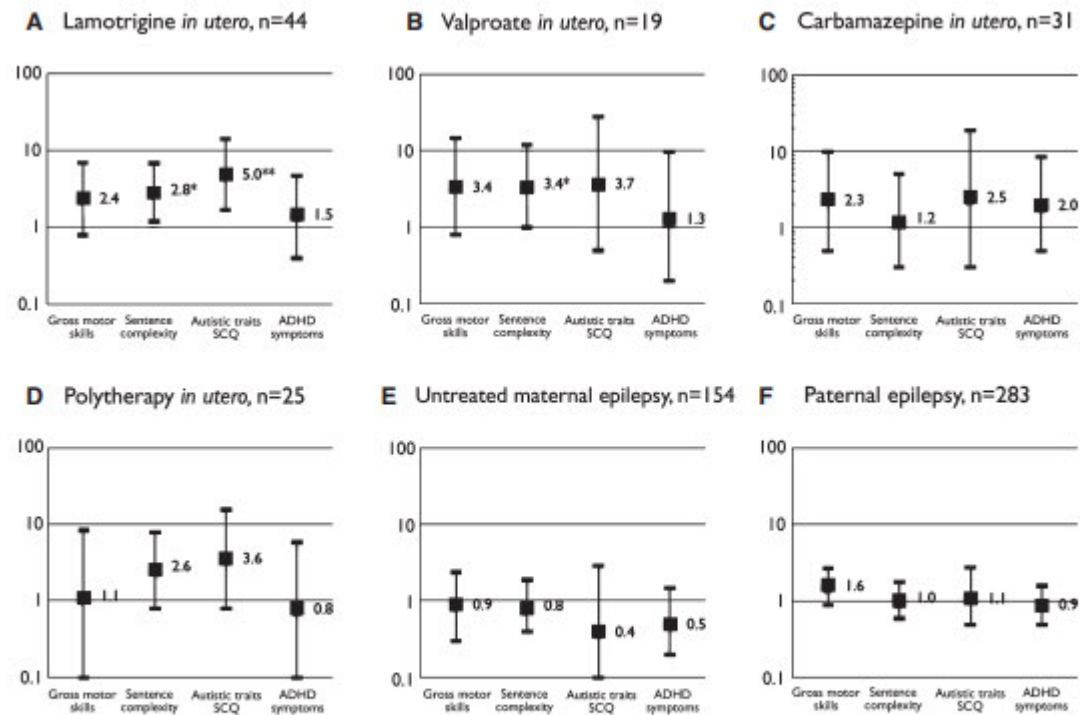 A Lamotrigine in utero, n=44
100
10
1
0.1
2.4
2.8*
5.0**
1.5
Gross motor skills
Sentence complexity
Autistic traits SCQ
ADHD symptoms
B Valproate in utero, n=19
100
10
1
0.1
3.4
3.4*
3.7
1.3
Gross motor skills
Sentence complexity
Autistic traits SCQ
ADHD symptoms
C Carbamazepine in utero, n=31
100
10
1
0.1
2.3
1.2
2.5
2.0
Gross motor skills
Sentence complexity
Autistic traits SCQ
ADHD symptoms
D Polytherapy in utero, n=25
100
10
1
0.1
1.1
2.6
3.6
0.8
Gross motor skills
Sentence complexity
Autistic traits SCQ
ADHD symptoms
E Untreated maternal epilepsy, n=154
100
10
1
0.1
0.9
0.8
0.4
0.5
Gross motor skills
Sentence complexity
Autistic traits SCQ
ADHD symptoms
F Paternal epilepsy, n=283
100
10
1
0.1
1.6
1.0
1.1
0.9
Gross motor skills
Sentence complexity
Autistic traits SCQ
ADHD symptoms